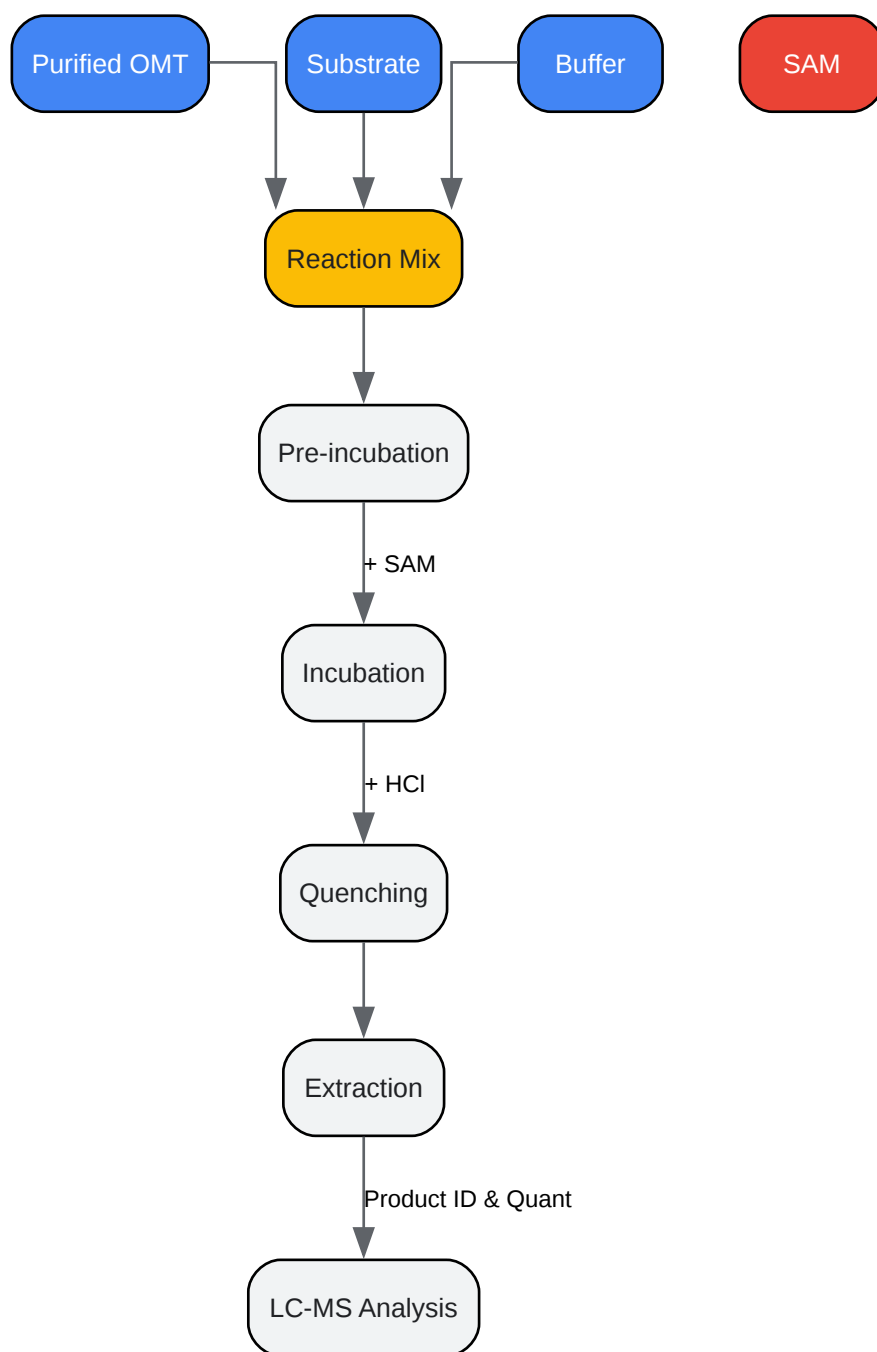 Purified OMT
Substrate
Buffer
SAM
Reaction Mix
Pre-incubation
+ SAM
Incubation
+ HCl
Quenching
Extraction
Product ID & Quant
LC-MS Analysis